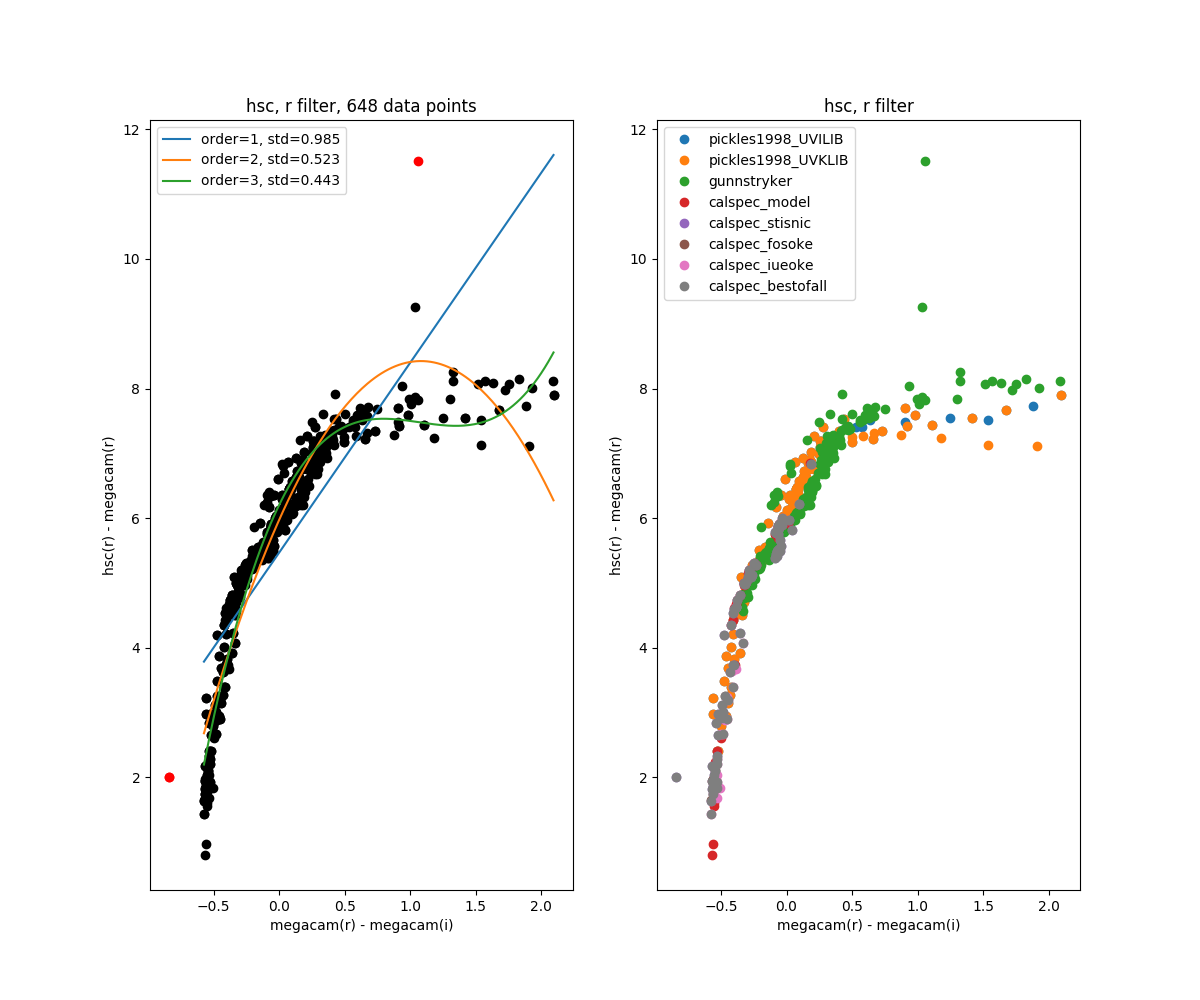 hsc, r filter, 648 data points
order=1, std=0.985
order=2, std=0.523
order=3, std=0.443
12
10
8
6
4
2
hsc(r) - megacam(r)
−0.5 0.0 0.5 1.0 1.5 2.0
megacam(r) - megacam(i)
hsc, r filter
pickles1998_UVILIB
pickles1998_UVKLIB
gunnstryker
calspec_model
calspec_stisnic
calspec_fosoke
calspec_iueoke
calspec_bestofall
12
10
8
6
4
2
hsc(r) - megacam(r)
−0.5 0.0 0.5 1.0 1.5 2.0
megacam(r) - megacam(i)